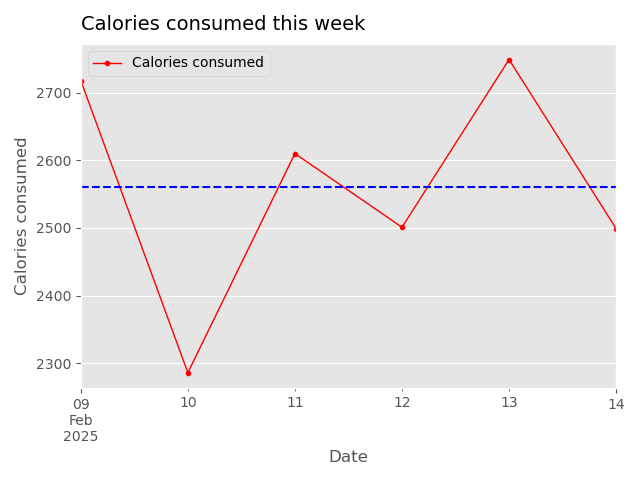 Calories consumed this week
Calories consumed
2700
2600
2500
2400
2300
Calories consumed
09
Feb
2025
10
11
12
13
14
Date